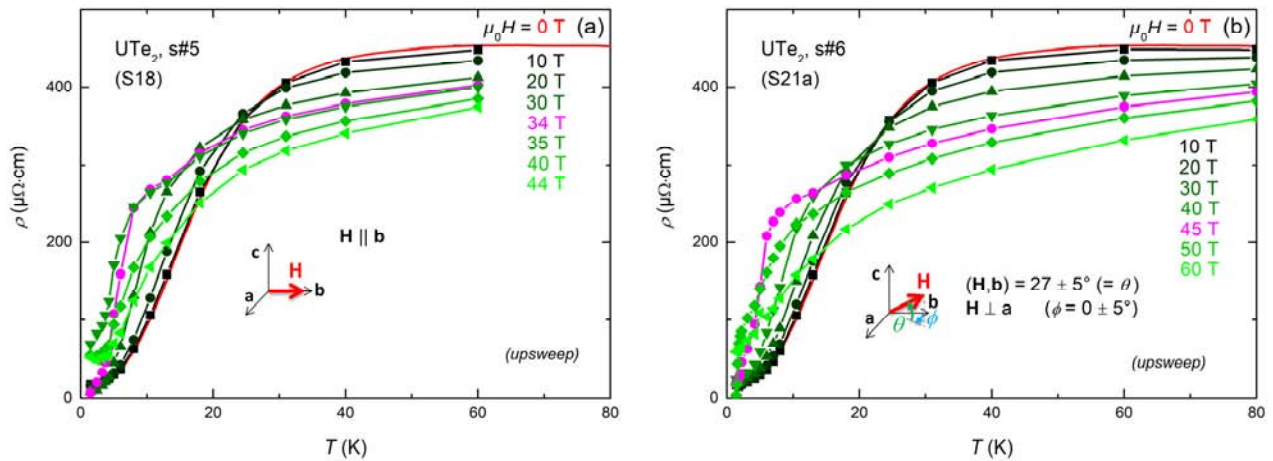 μ₀H = 0 T (a)
UTe₂, s#5
(S18)
10 T
20 T
30 T
34 T
35 T
40 T
44 T
H || b
c
H
a
b
(upsweep)
400
200
0
ρ (μΩ·cm)
0 20 40 60 80
T (K)
μ₀H = 0 T (b)
UTe₂, s#6
(S21a)
10 T
20 T
30 T
40 T
45 T
50 T
60 T
c
H
b
a
θ
ϕ
(H,b) = 27 ± 5° (= θ)
H ⊥ a (ϕ = 0 ± 5°)
(upsweep)
400
200
0
ρ (μΩ·cm)
0 20 40 60 80
T (K)